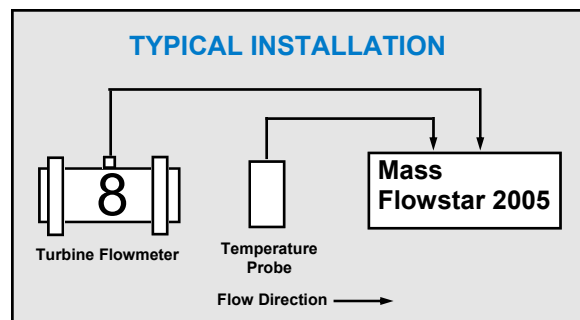 TYPICAL INSTALLATION
8
Mass
Flowstar 2005
Turbine Flowmeter
Temperature
Probe
Flow Direction